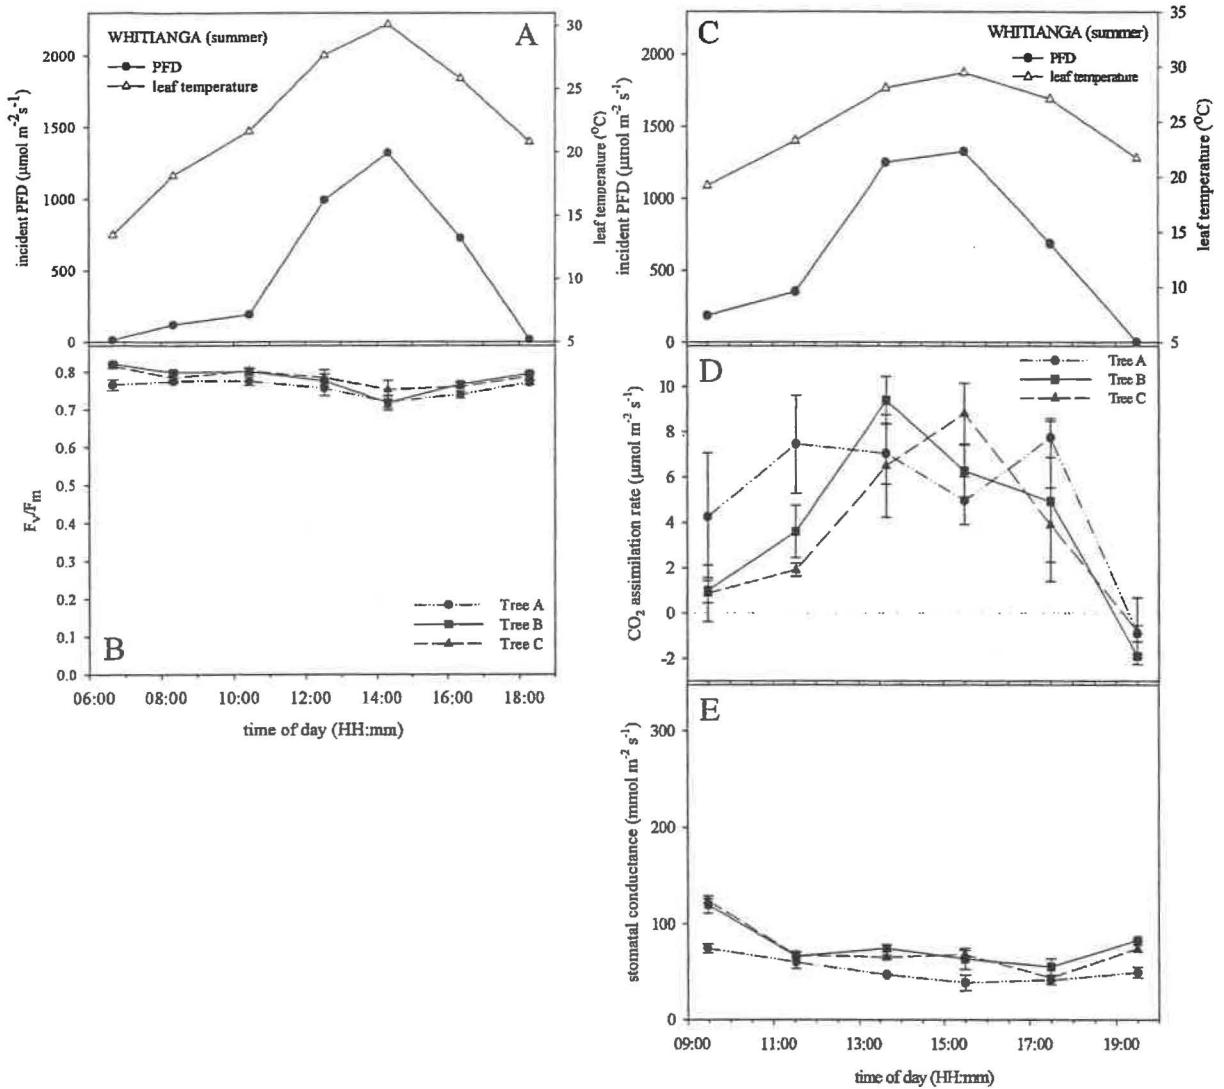 A
WHITIANGA (summer)
PFD
leaf temperature
incident PFD (µmol m⁻²s⁻¹)
2000
1500
1000
500
0
leaf temperature (°C)
30
25
20
15
10
5
B
Fᵥ/Fₘ
0.8
0.7
0.6
0.5
0.4
0.3
0.2
0.1
0.0
Tree A
Tree B
Tree C
06:00 08:00 10:00 12:00 14:00 16:00 18:00
time of day (HH:mm)
C
WHITIANGA (summer)
PFD
leaf temperature
incident PFD (µmol m⁻² s⁻¹)
2000
1500
1000
500
0
leaf temperature (°C)
35
30
25
20
15
10
5
D
Tree A
Tree B
Tree C
CO₂ assimilation rate (µmol m⁻² s⁻¹)
10
8
6
4
2
0
-2
E
stomatal conductance (mmol m⁻² s⁻¹)
300
200
100
0
09:00 11:00 13:00 15:00 17:00 19:00
time of day (HH:mm)